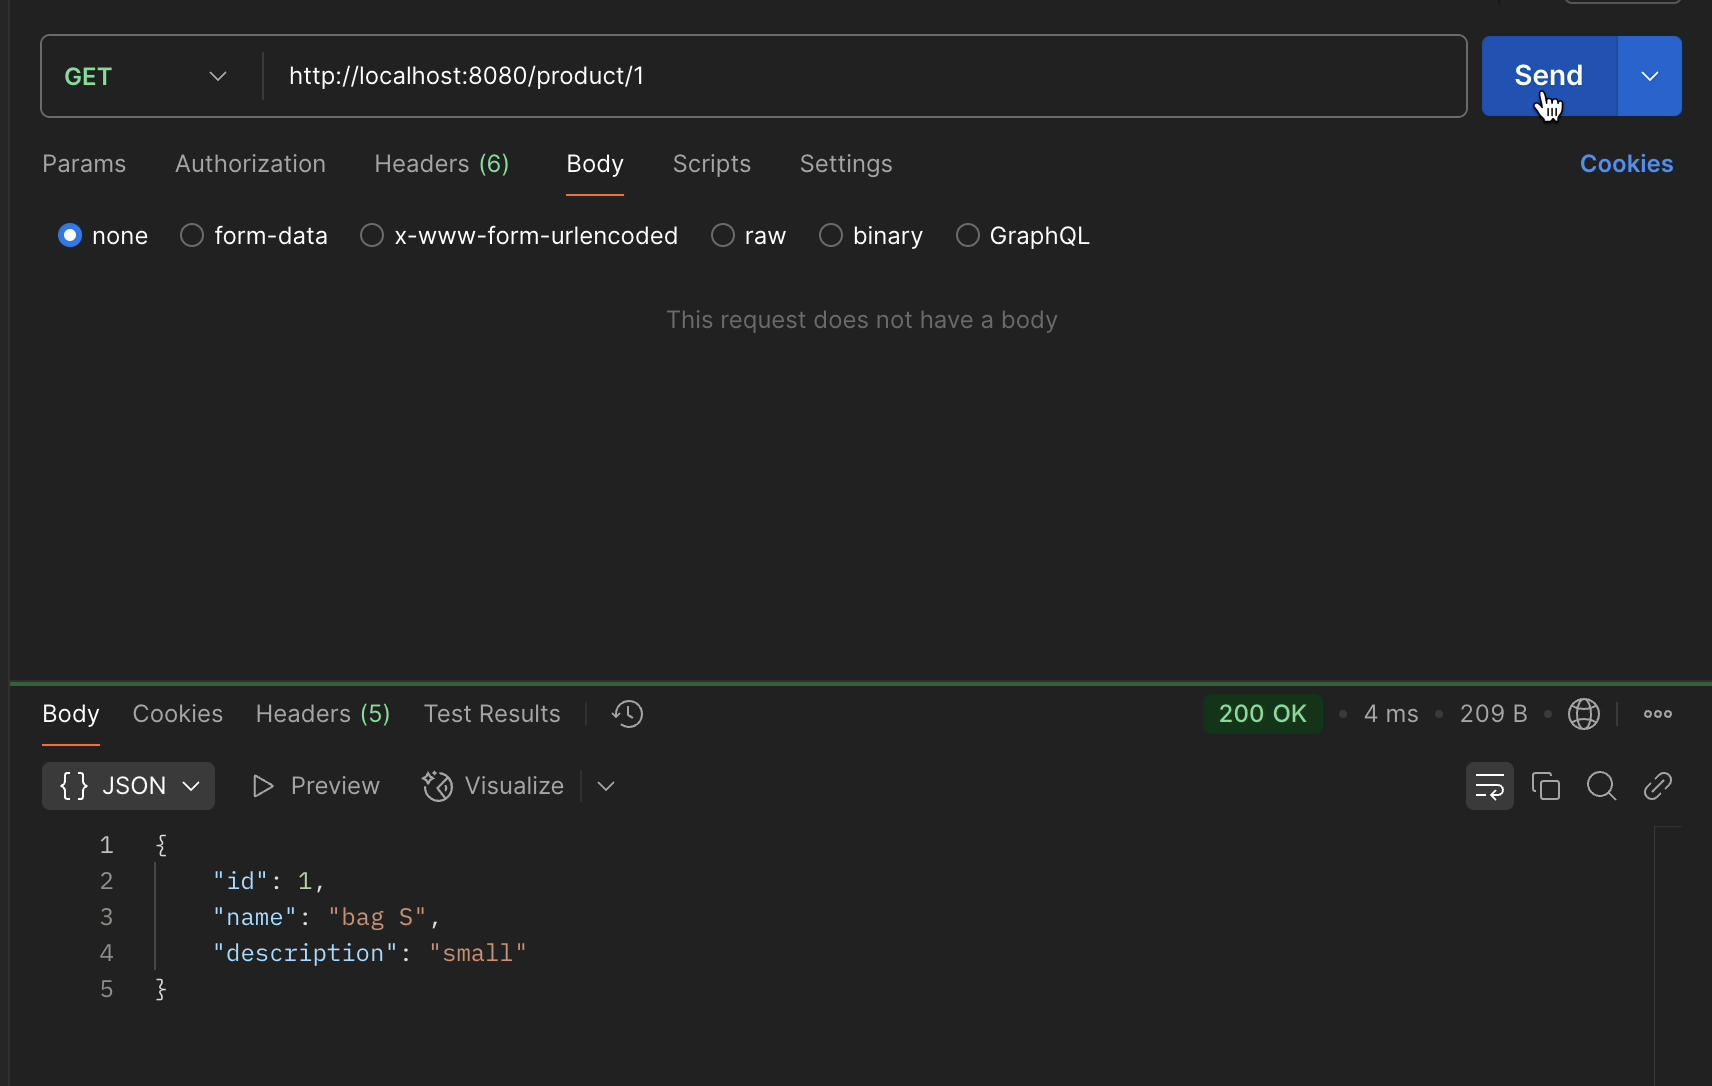 GET http://localhost:8080/product/1 Send
Params Authorization Headers (6) Body Scripts Settings Cookies
none form-data x-www-form-urlencoded raw binary GraphQL
This request does not have a body
Body Cookies Headers (5) Test Results 200 OK • 4 ms • 209 B •
{} JSON Preview Visualize
1 {
2 "id": 1,
3 "name": "bag S",
4 "description": "small"
5 }